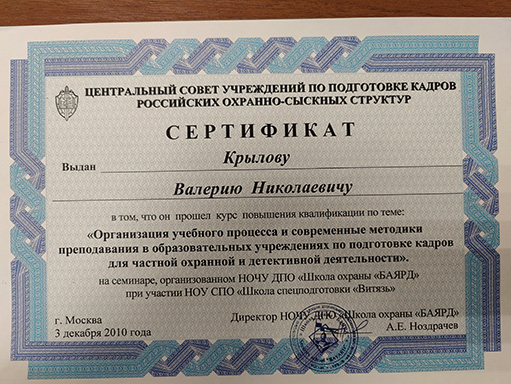 ЦЕНТРАЛЬНЫЙ СОВЕТ УЧРЕЖДЕНИЙ ПО ПОДГОТОВКЕ КАДРОВ
РОССИЙСКИХ ОХРАННО-СЫСКНЫХ СТРУКТУР
СЕРТИФИКАТ
Выдан Крылову
Валерию Николаевичу
в том, что он прошел курс повышения квалификации по теме:
«Организация учебного процесса и современные методики
преподавания в образовательных учреждениях по подготовке кадров
для частной охранной и детективной деятельности».
на семинаре, организованном НОЧУ ДПО «Школа охраны «БАЯРД»
при участии НОУ СПО «Школа спецподготовки «Витязь»
г. Москва
3 декабря 2010 года
Директор НОЧУ ДПО «Школа охраны «БАЯРД»
А.Е. Ноздрачев